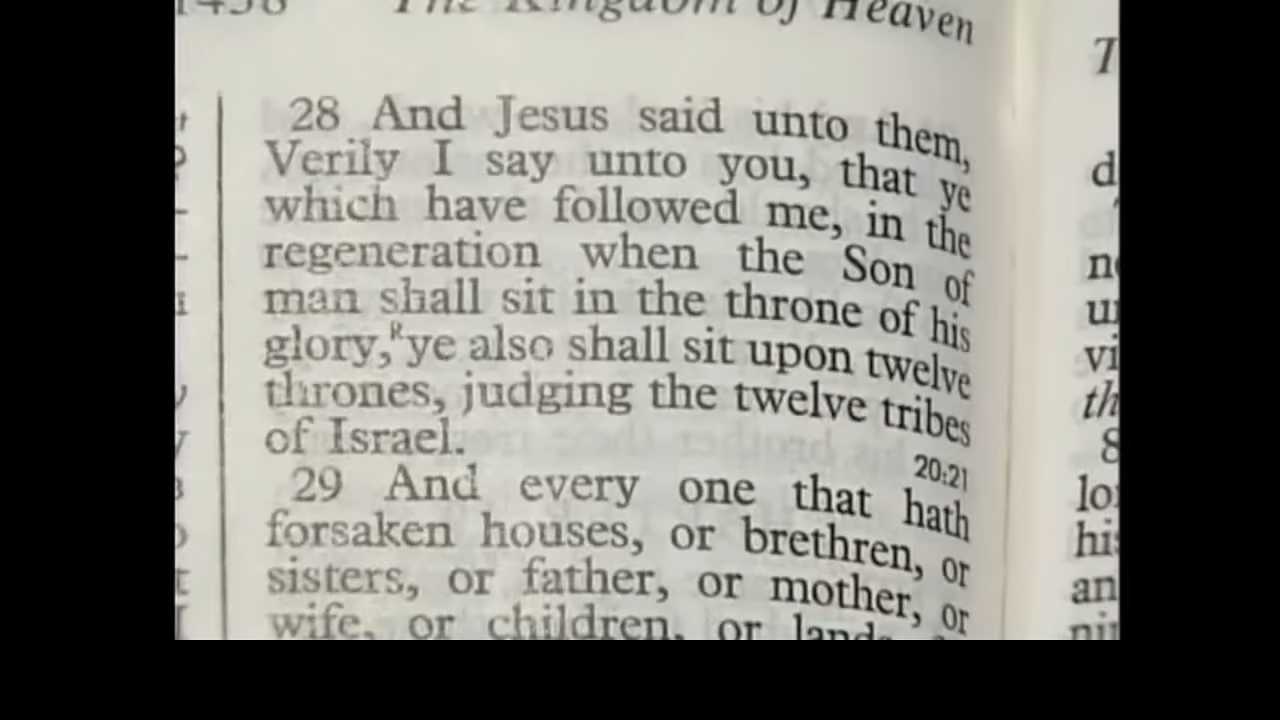 The Kingdom of Heaven
28 And Jesus said unto them,
Verily I say unto you, that ye
which have followed me, in the
regeneration when the Son of
man shall sit in the throne of his
glory,ᴿye also shall sit upon twelve
thrones, judging the twelve tribes
of Israel.
20:21
29 And every one that hath
forsaken houses, or brethren, or
sisters, or father, or mother, or
wife, or children, or lands,